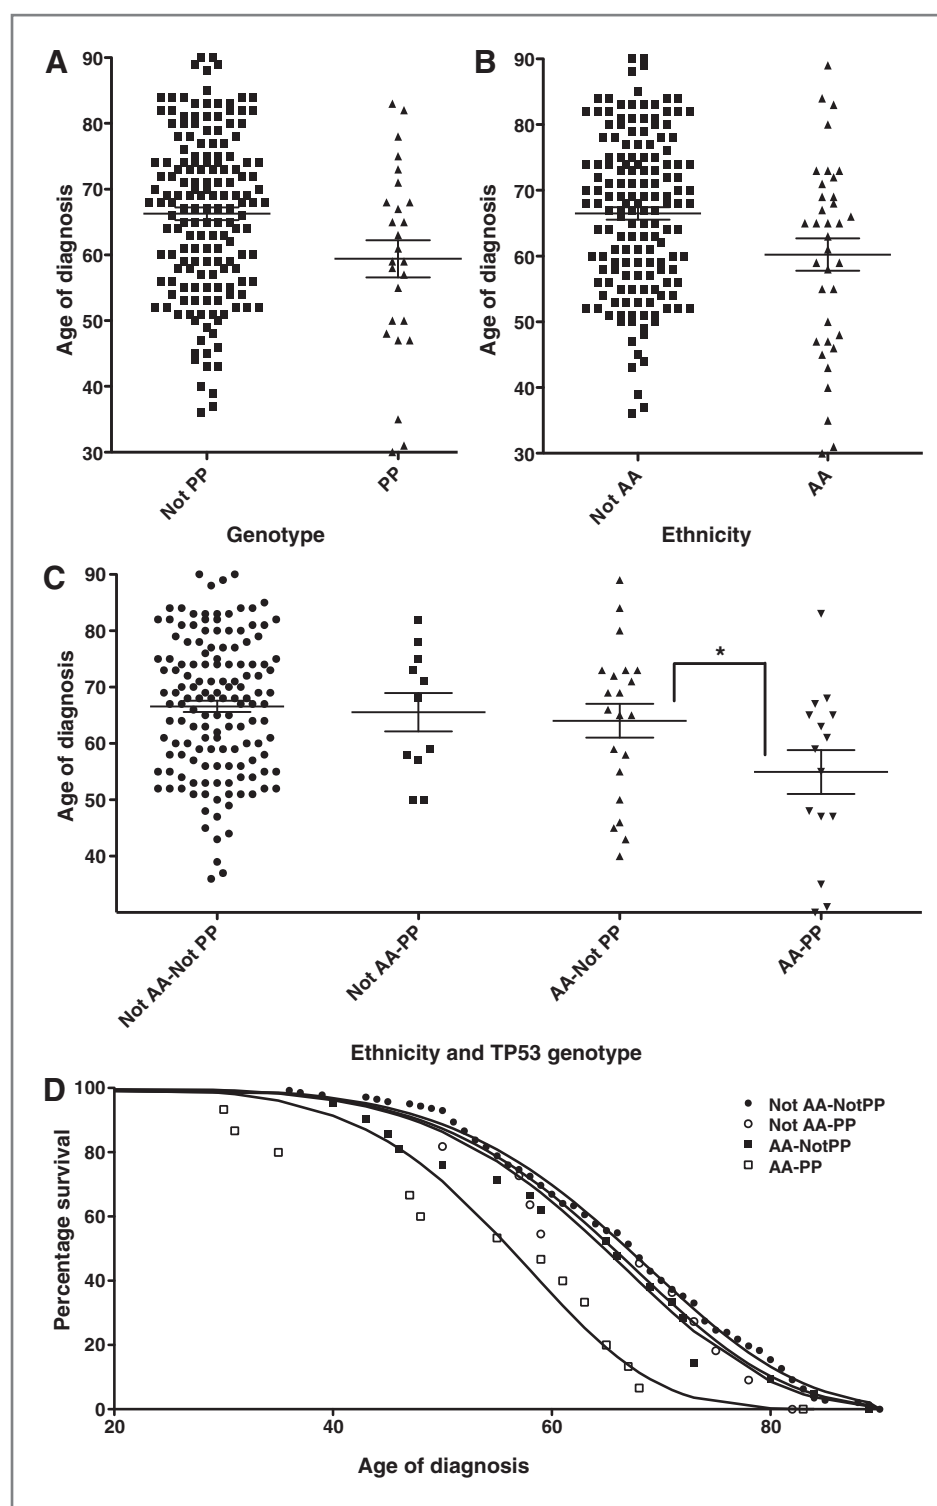 A
B
90
80
70
60
50
40
30
Age of diagnosis
Not PP
PP
Genotype
90
80
70
60
50
40
30
Age of diagnosis
Not AA
AA
Ethnicity
C
90
80
70
60
50
40
Age of diagnosis
*
Not AA-Not PP
Not AA-PP
AA-Not PP
AA-PP
Ethnicity and TP53 genotype
D
100
80
60
40
20
0
Percentage survival
Not AA-NotPP
Not AA-PP
AA-NotPP
AA-PP
20
40
60
80
Age of diagnosis